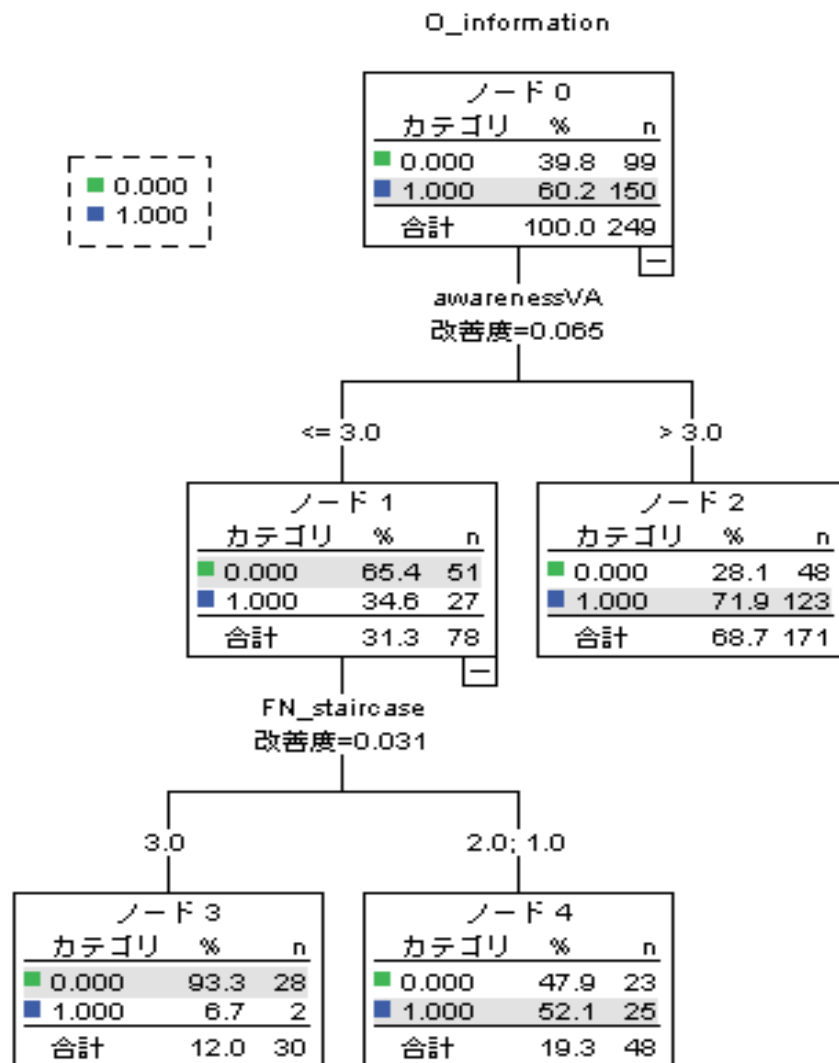 O_information
ノード 0
カテゴリ % n
0.000 39.8 99
1.000 60.2 150
合計 100.0 249
0.000
1.000
awarenessVA
改善度=0.065
<= 3.0
> 3.0
ノード 1
カテゴリ % n
0.000 65.4 51
1.000 34.6 27
合計 31.3 78
ノード 2
カテゴリ % n
0.000 28.1 48
1.000 71.9 123
合計 68.7 171
FN_staircase
改善度=0.031
3.0
2.0; 1.0
ノード 3
カテゴリ % n
0.000 93.3 28
1.000 6.7 2
合計 12.0 30
ノード 4
カテゴリ % n
0.000 47.9 23
1.000 52.1 25
合計 19.3 48